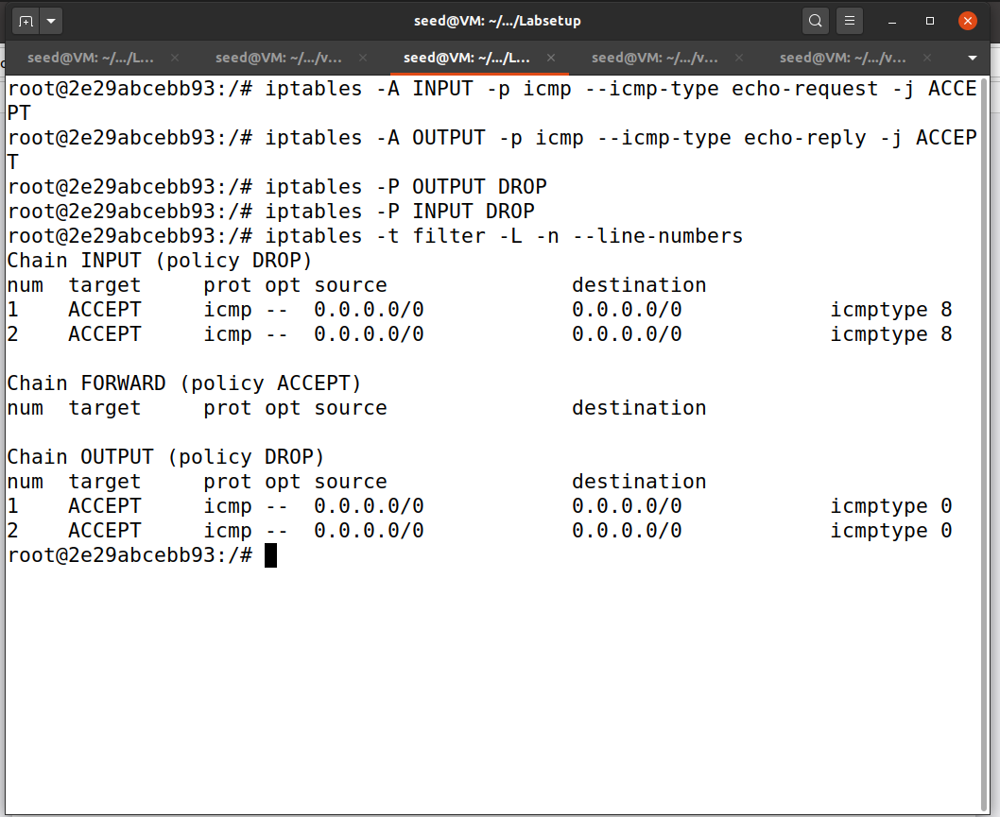 seed@VM: ~/.../Labsetup
seed@VM: ~/.../L... seed@VM: ~/.../v... seed@VM: ~/.../L... seed@VM: ~/.../v... seed@VM: ~/.../v...
root@2e29abcebb93:/# iptables -A INPUT -p icmp --icmp-type echo-request -j ACCE
PT
root@2e29abcebb93:/# iptables -A OUTPUT -p icmp --icmp-type echo-reply -j ACCEP
T
root@2e29abcebb93:/# iptables -P OUTPUT DROP
root@2e29abcebb93:/# iptables -P INPUT DROP
root@2e29abcebb93:/# iptables -t filter -L -n --line-numbers
Chain INPUT (policy DROP)
num  target     prot opt source               destination
1    ACCEPT     icmp --  0.0.0.0/0            0.0.0.0/0            icmptype 8
2    ACCEPT     icmp --  0.0.0.0/0            0.0.0.0/0            icmptype 8

Chain FORWARD (policy ACCEPT)
num  target     prot opt source               destination

Chain OUTPUT (policy DROP)
num  target     prot opt source               destination
1    ACCEPT     icmp --  0.0.0.0/0            0.0.0.0/0            icmptype 0
2    ACCEPT     icmp --  0.0.0.0/0            0.0.0.0/0            icmptype 0
root@2e29abcebb93:/#